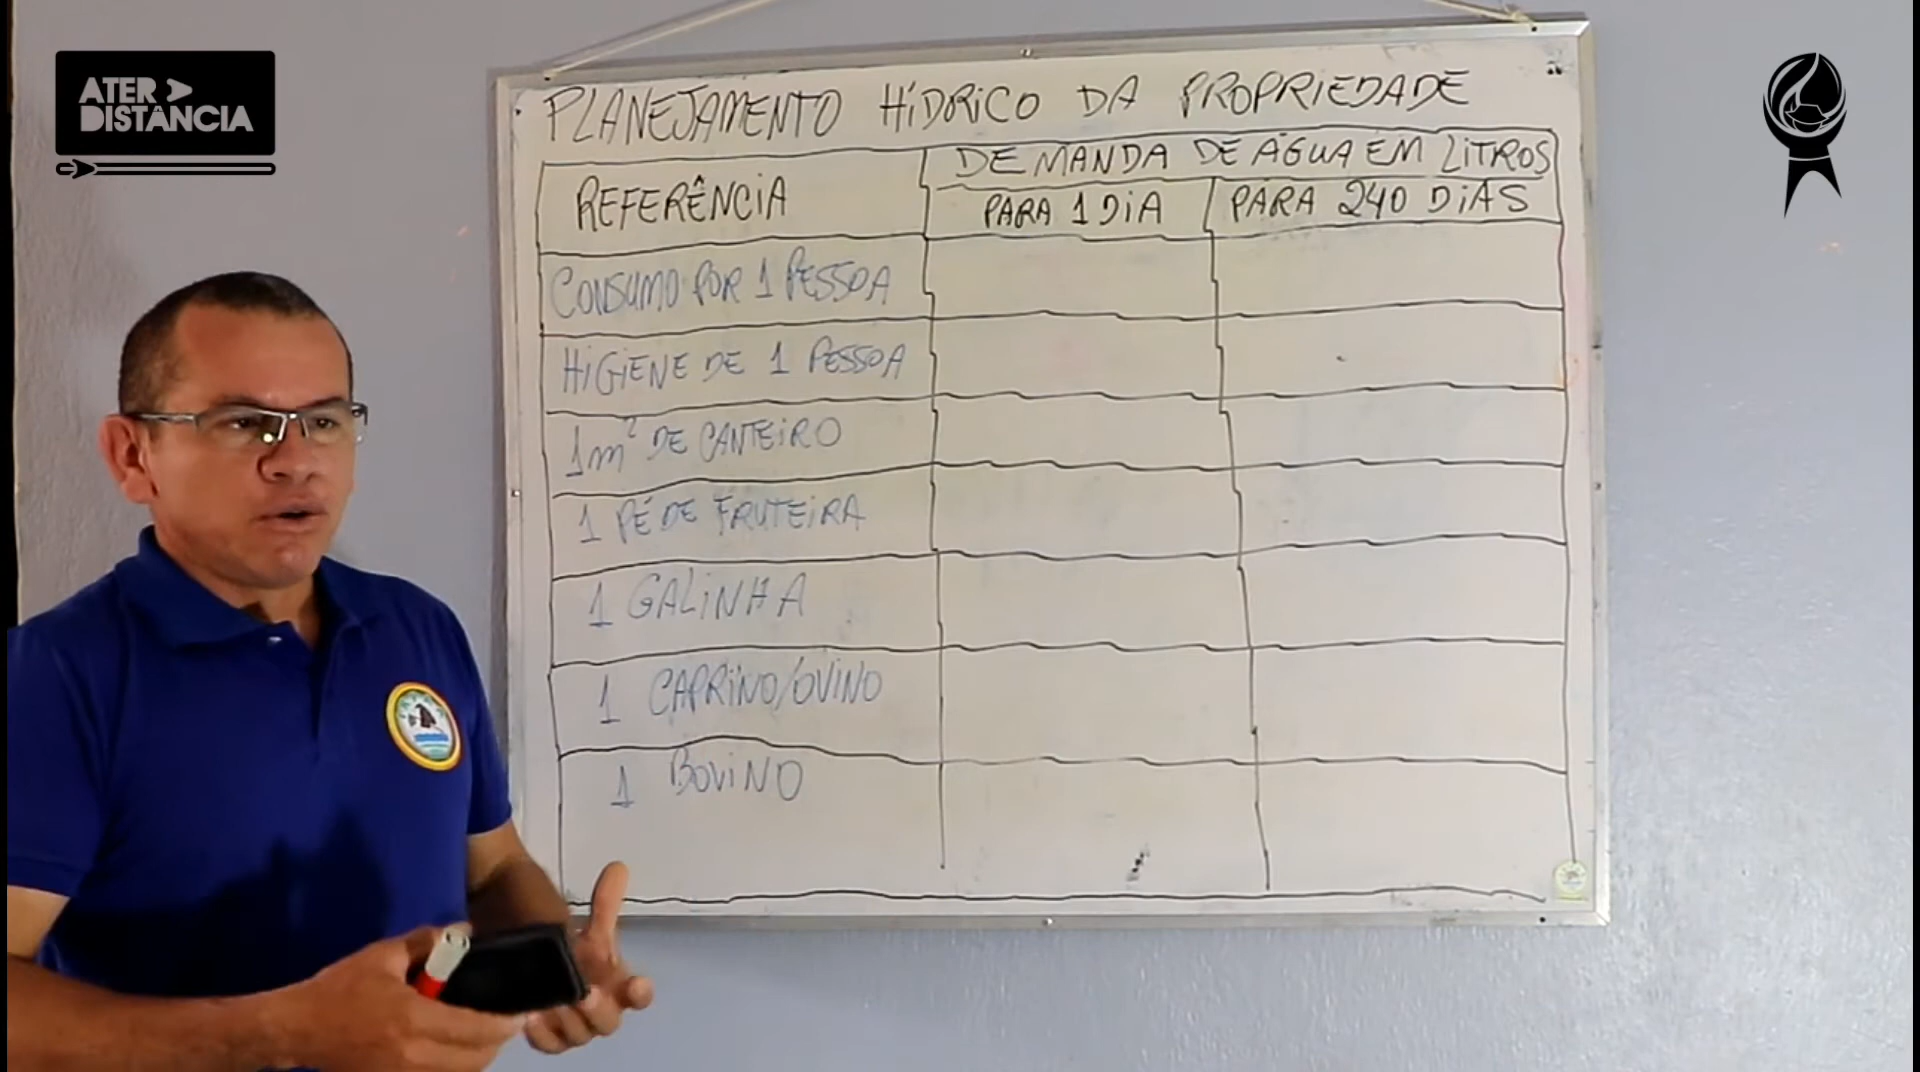 ATER
DISTÂNCIA
PLANEJAMENTO HÍDRICO DA PROPRIEDADE
REFERÊNCIA
DEMANDA DE ÁGUA EM LITROS
PARA 1 DIA
PARA 240 DIAS
CONSUMO POR 1 PESSOA
HIGIENE DE 1 PESSOA
1m² DE CANTEIRO
1 PÉ DE FRUTEIRA
1 GALINHA
1 CAPRINO/OVINO
1 BOVINO